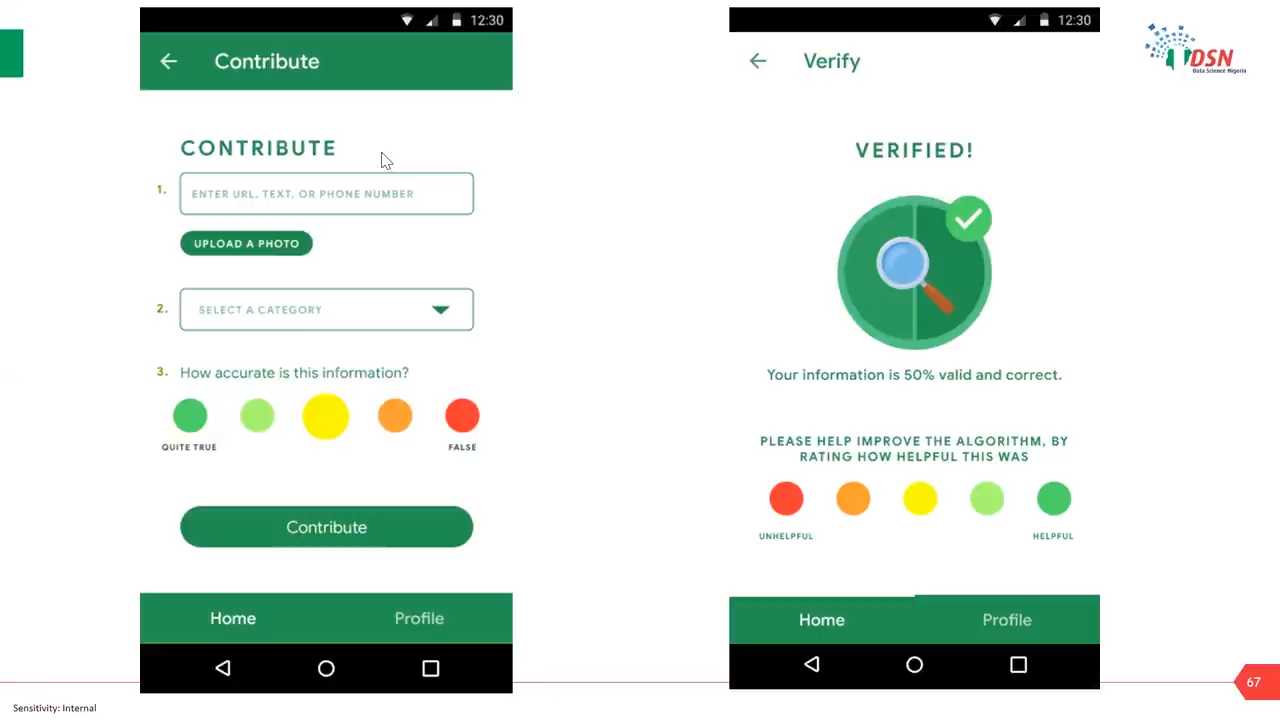 12:30
Contribute
CONTRIBUTE
1.
ENTER URL, TEXT, OR PHONE NUMBER
UPLOAD A PHOTO
2.
SELECT A CATEGORY
3.
How accurate is this information?
QUITE TRUE
FALSE
Contribute
Home
Profile
12:30
Verify
VERIFIED!
Your information is 50% valid and correct.
PLEASE HELP IMPROVE THE ALGORITHM, BY
RATING HOW HELPFUL THIS WAS
UNHELPFUL
HELPFUL
Home
Profile
DSN
Data Science Nigeria
67
Sensitivity: Internal